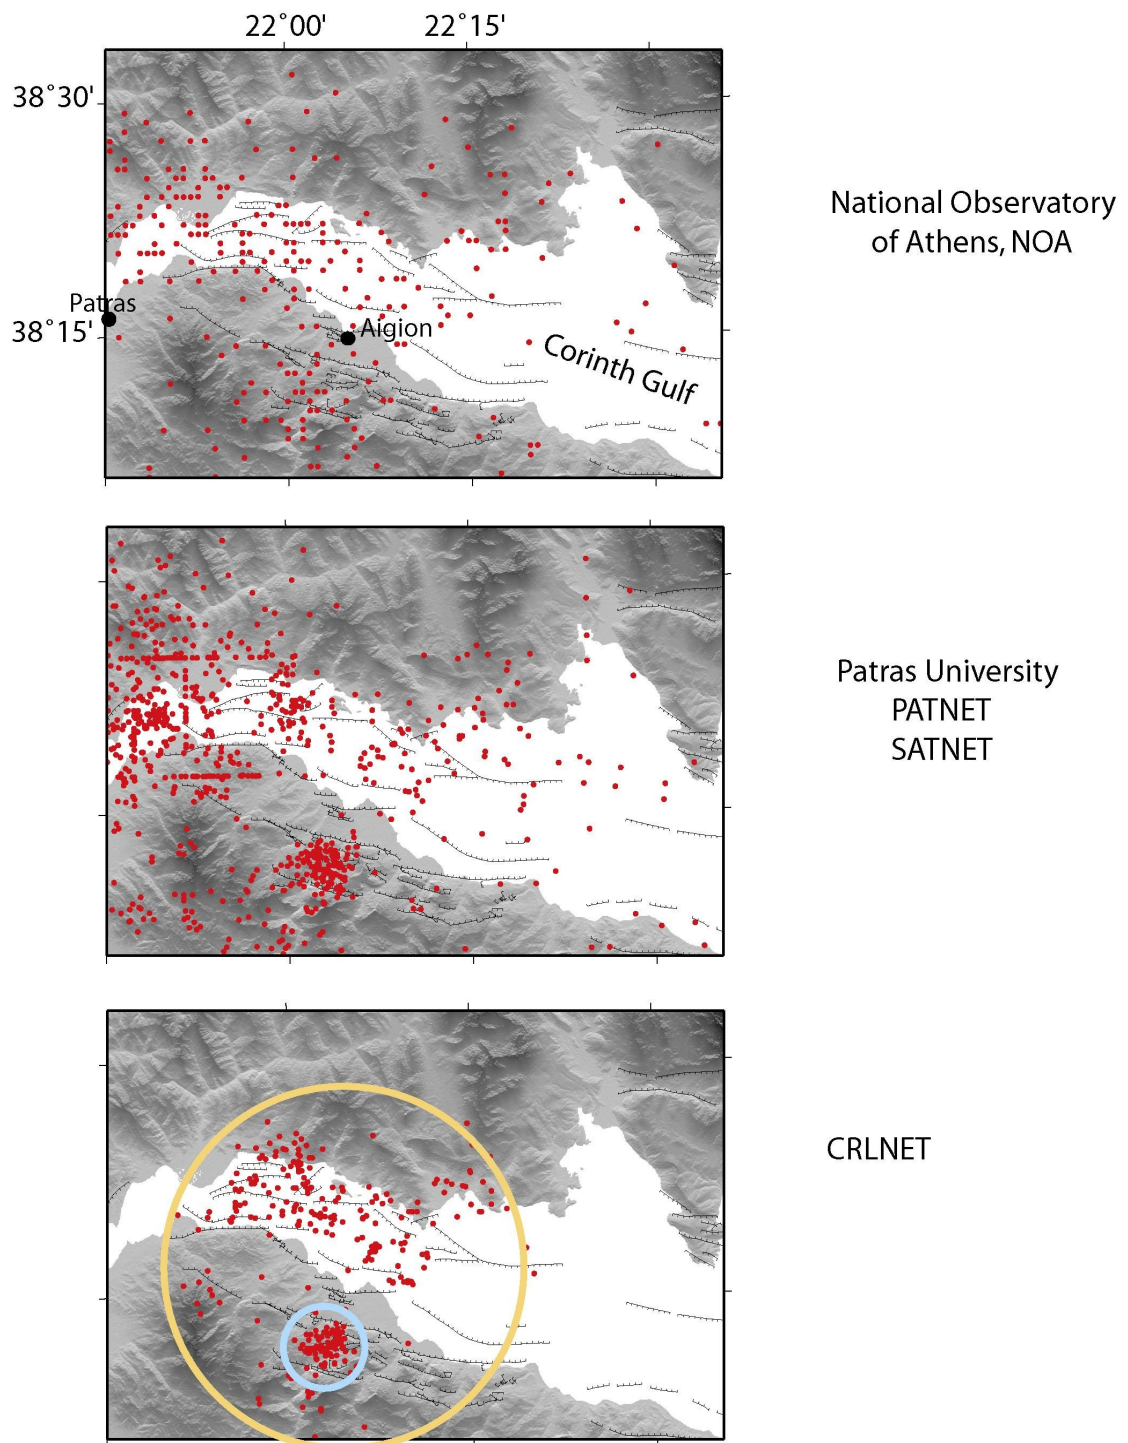 22°00' 22°15'
38°30'
National Observatory
of Athens, NOA
Patras
38°15'
Aigion
Corinth Gulf
Patras University
PATNET
SATNET
CRLNET